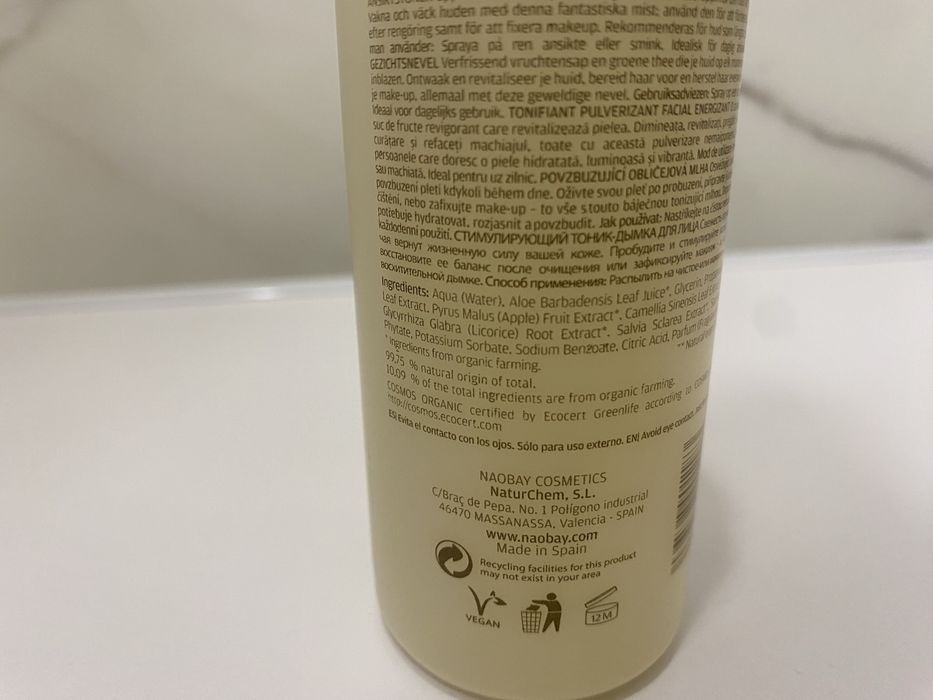 Vakna och väck huden med denna fantastiska mist; använd den för att
efter rengöring samt för att fixera makeup. Rekommenderas för hud som
man använder: Spraya på ren ansikte eller smink. Idealisk för daglig
GEZICHTSNEVEL Verfrissend vruchtensap en groene thee die je huid op elk
inblazen. Ontwaak en revitaliseer je huid, bereid haar voor en herstel haar
je make-up, allemaal met deze geweldige nevel. Gebruiksadviezen: Spray op
Ideaal voor dagelijks gebruik. TONIFIANT PULVERIZANT FACIAL ENERGIZANT
suc de fructe revigorant care revitalizează pielea. Dimineața, revitalizați,
curățare și refaceți machiajul, toate cu această pulverizare
persoanele care doresc o piele hidratată, luminoasă și vibrantă. Mod de
sau machiată. Ideal pentru uz zilnic. POVZBUZUJÍCÍ OBLIČEJOVÁ MLHA
povzbuzení pleti kdykoli během dne. Oživte svou pleť po probuzení, připravte
čištění, nebo zafixujte make-up - to vše s touto báječnou tonizující mlhou.
potřebuje hydratovat, rozjasnit a povzbudit. Jak používat: Nastříkejte na
každodenní použití. СТИМУЛИРУЮЩИЙ ТОНИК-ДЫМКА ДЛЯ ЛИЦА
чая вернут жизненную силу вашей коже. Пробудите и стимулируйте
восстановите ее баланс после очищения или зафиксируйте макияж
восхитительной дымке. Способ применения: Распылить на чистое или
Ingredients: Aqua (Water), Aloe Barbadensis Leaf Juice*, Glycerin,
Leaf Extract, Pyrus Malus (Apple) Fruit Extract*, Camellia Sinensis Leaf
Glycyrrhiza Glabra (Licorice) Root Extract*, Salvia Sclarea Extract*,
Phytate, Potassium Sorbate, Sodium Benzoate, Citric Acid, Parfum
* Ingredients from organic farming. ** Natural
99,75 % natural origin of total.
10,09 % of the total ingredients are from organic farming.
COSMOS ORGANIC certified by Ecocert Greenlife according to
http://cosmos.ecocert.com
ES| Evita el contacto con los ojos. Sólo para uso externo. EN| Avoid eye contact.
NAOBAY COSMETICS
NaturChem, S.L.
C/Braç de Pepa, No. 1 Polígono industrial
46470 MASSANASSA, Valencia - SPAIN
www.naobay.com
Made in Spain
Recycling facilities for this product
may not exist in your area
VEGAN
12M